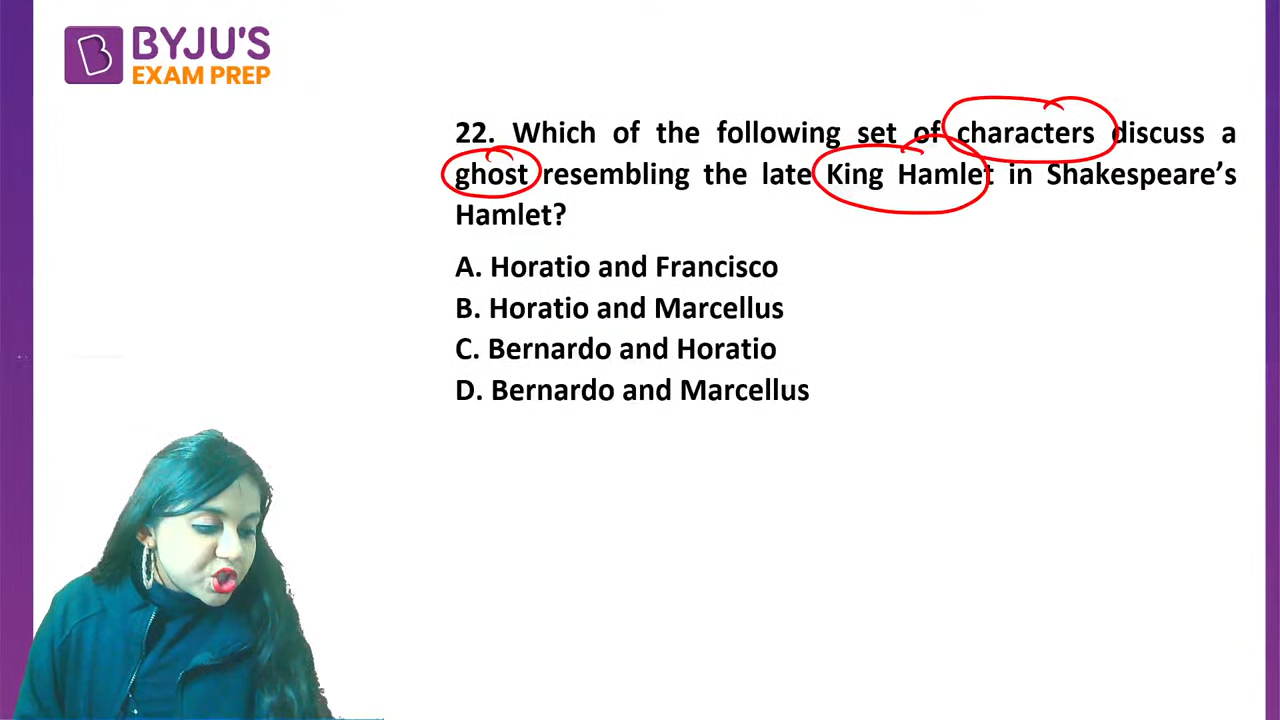 BYJU'S
EXAM PREP
22. Which of the following set of characters discuss a
ghost resembling the late King Hamlet in Shakespeare’s
Hamlet?
A. Horatio and Francisco
B. Horatio and Marcellus
C. Bernardo and Horatio
D. Bernardo and Marcellus